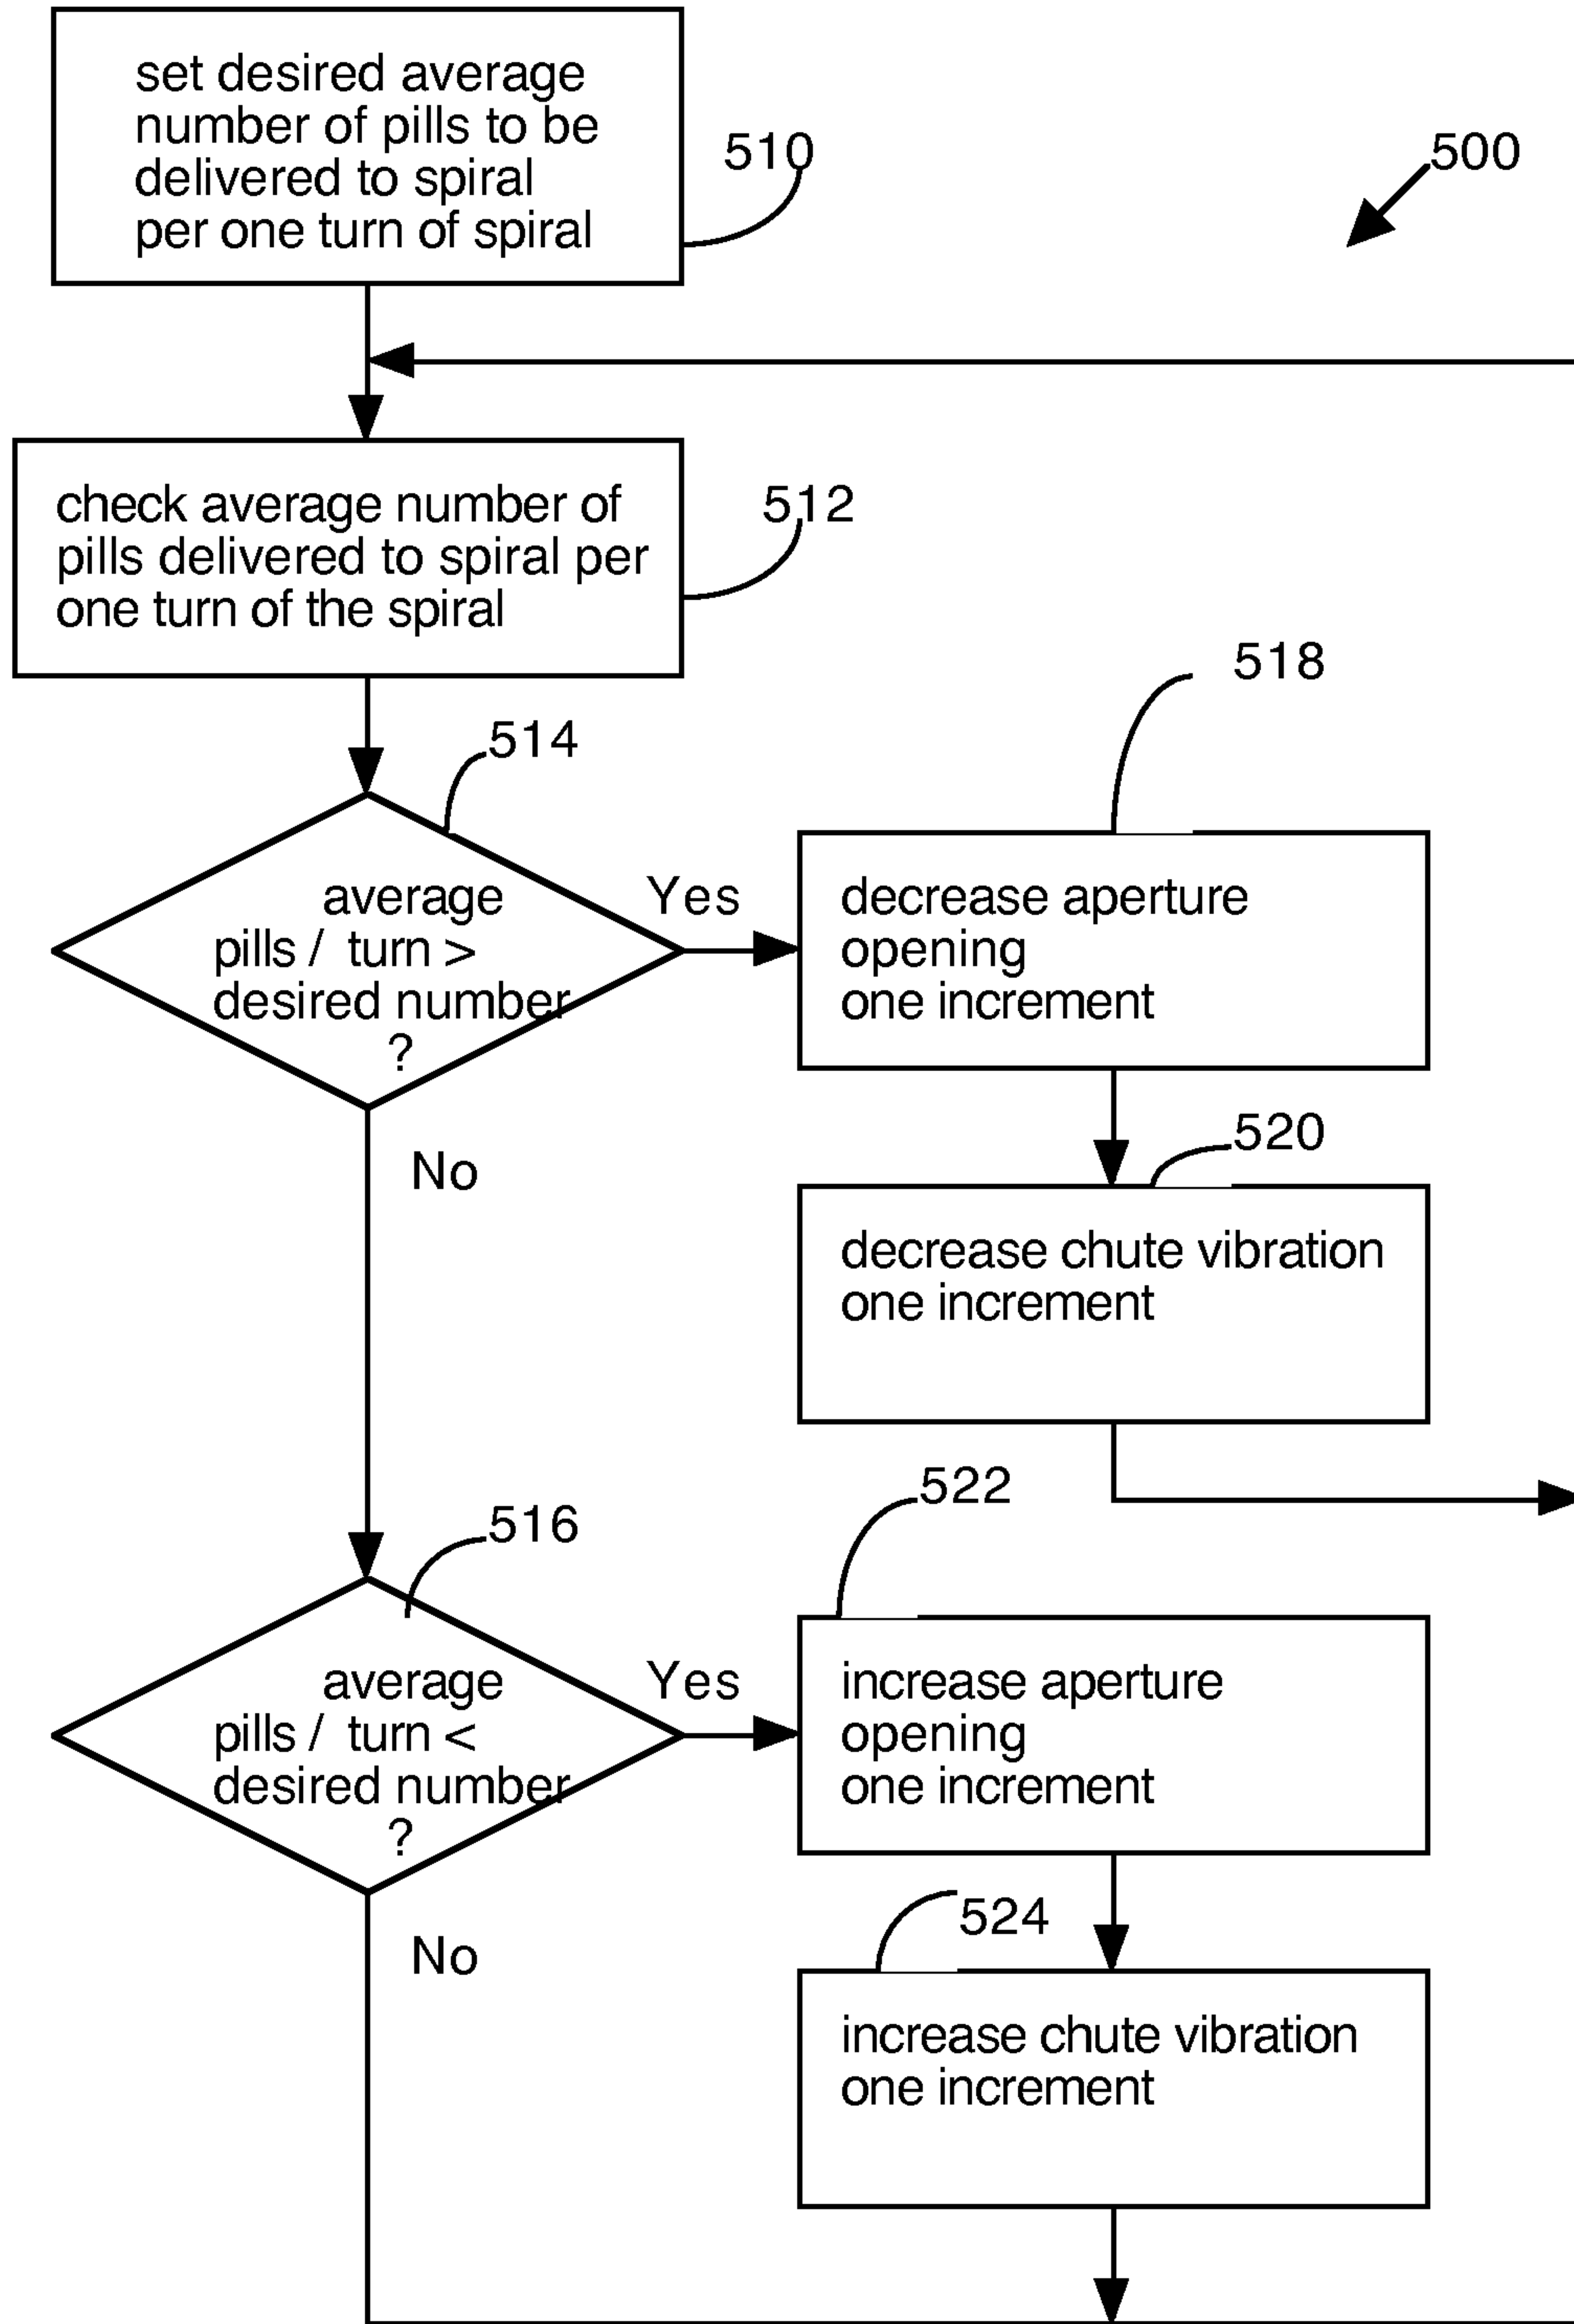 set desired average
number of pills to be
delivered to spiral
per one turn of spiral
510
500
check average number of
pills delivered to spiral per
one turn of the spiral
512
518
514
average
pills / turn >
desired number
?
Yes
No
decrease aperture
opening
one increment
520
decrease chute vibration
one increment
522
516
average
pills / turn <
desired number
?
Yes
No
increase aperture
opening
one increment
524
increase chute vibration
one increment